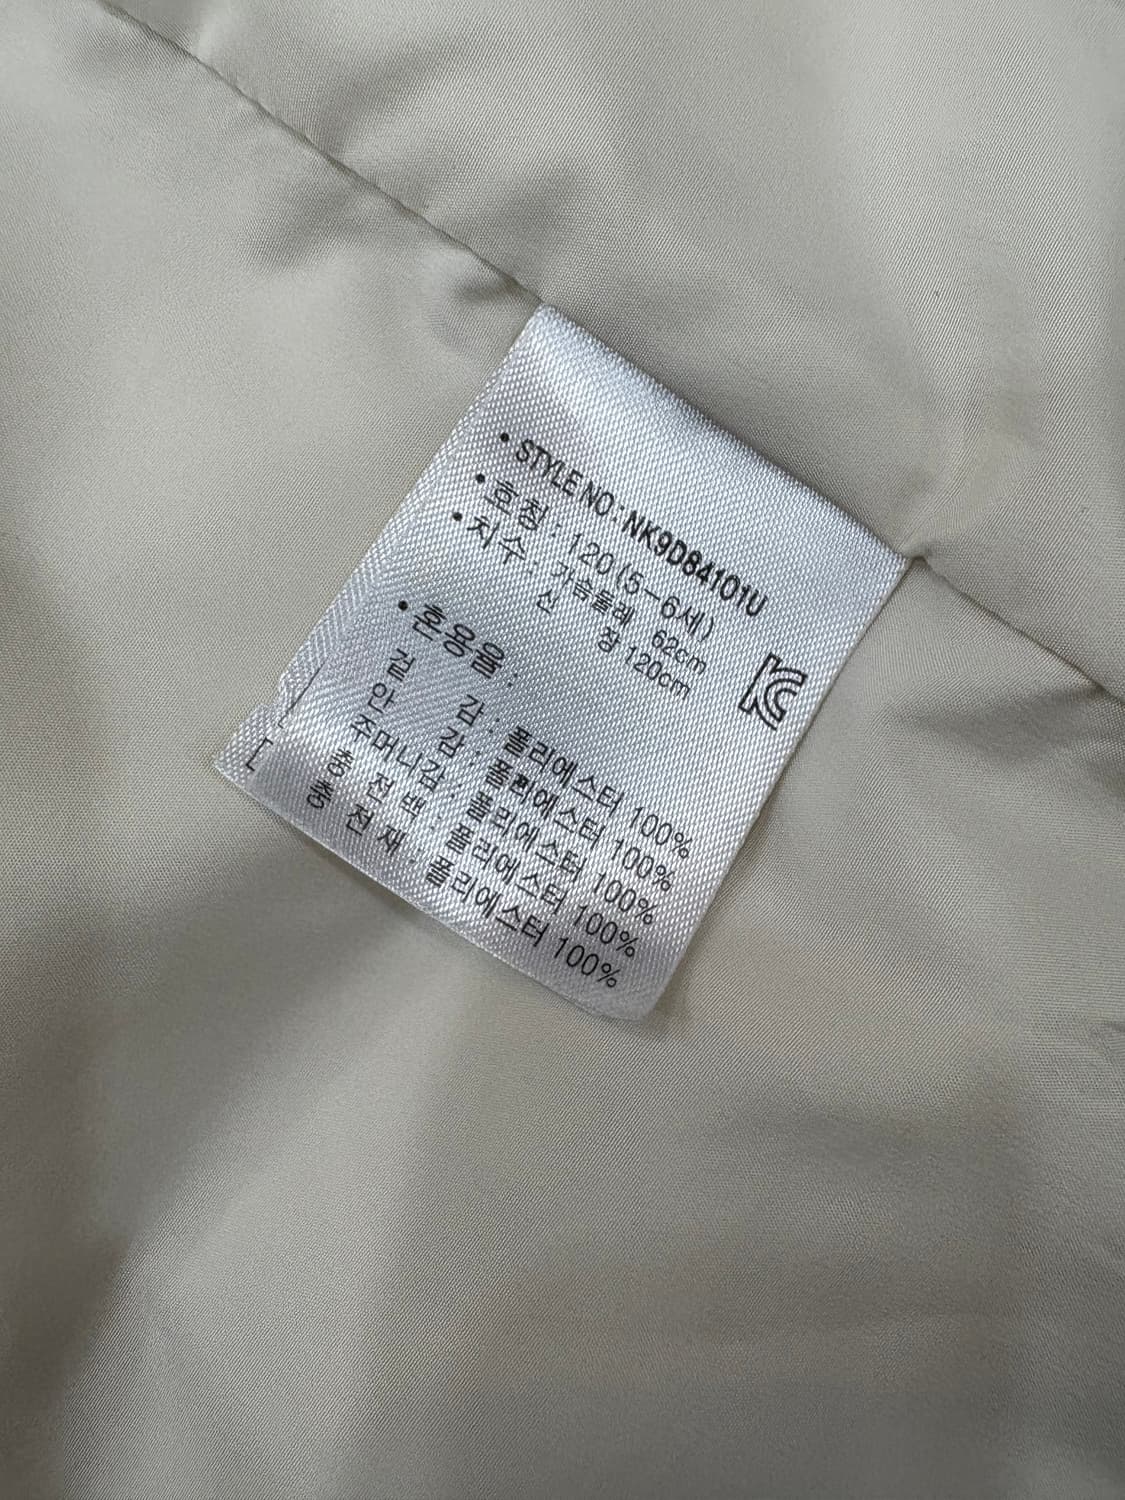 • STYLE NO : NK9D84101U
• 호칭 : 120 (5-6세)
• 치수 : 가슴둘레 62cm
신 장 120cm
KC
• 혼용율 :
겉 감 : 폴리에스터 100%
안 감 : 폴리에스터 100%
주머니감 : 폴리에스터 100%
충 전 백 : 폴리에스터 100%
충 전 재 : 폴리에스터 100%